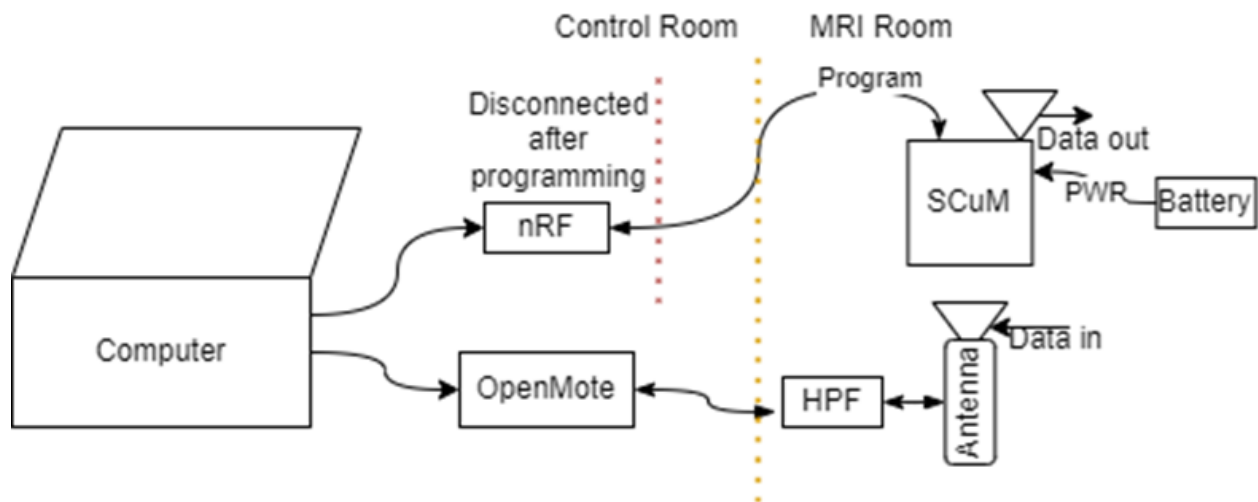 Control Room
MRI Room
Program
Disconnected
after
programming
Data out
SCuM
PWR
Battery
nRF
Computer
Data in
OpenMote
HPF
Antenna